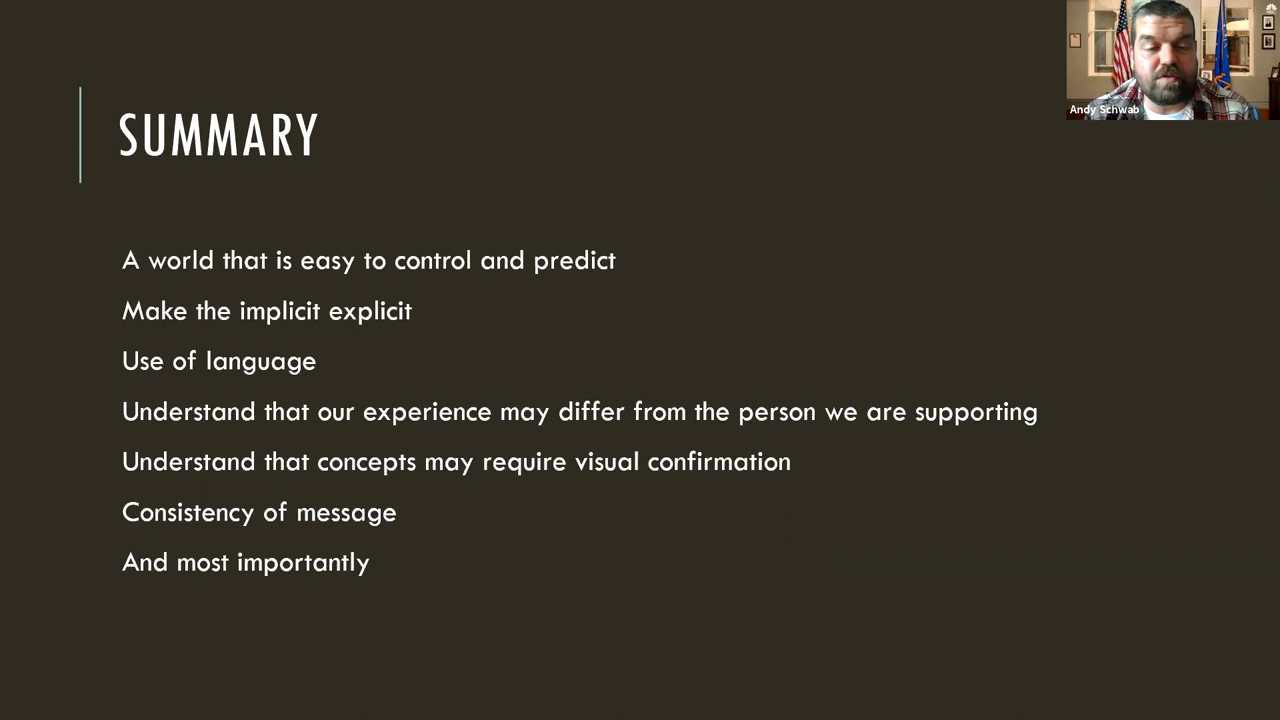 SUMMARY
A world that is easy to control and predict
Make the implicit explicit
Use of language
Understand that our experience may differ from the person we are supporting
Understand that concepts may require visual confirmation
Consistency of message
And most importantly
Andy Schwab